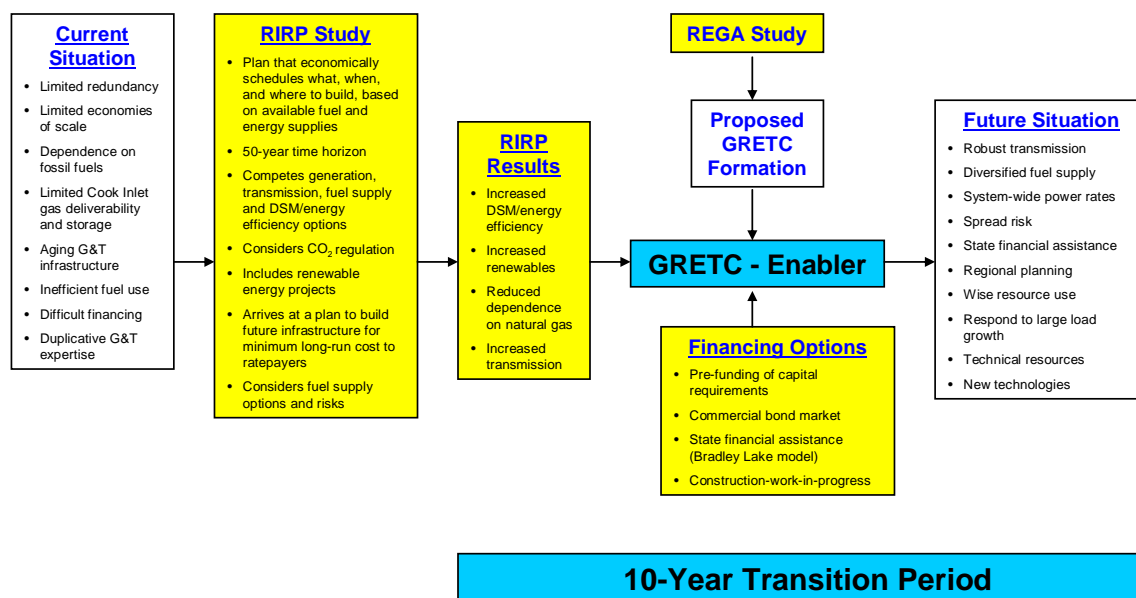 Current
Situation
• Limited redundancy
• Limited economies
of scale
• Dependence on
fossil fuels
• Limited Cook Inlet
gas deliverability
and storage
• Aging G&T
infrastructure
• Inefficient fuel use
• Difficult financing
• Duplicative G&T
expertise
RIRP Study
• Plan that economically
schedules what, when,
and where to build, based
on available fuel and
energy supplies
• 50-year time horizon
• Competes generation,
transmission, fuel supply
and DSM/energy
efficiency options
• Considers CO2 regulation
• Includes renewable
energy projects
• Arrives at a plan to build
future infrastructure for
minimum long-run cost to
ratepayers
• Considers fuel supply
options and risks
RIRP
Results
• Increased
DSM/energy
efficiency
• Increased
renewables
• Reduced
dependence
on natural gas
• Increased
transmission
REGA Study
Proposed
GRETC
Formation
GRETC - Enabler
Financing Options
• Pre-funding of capital
requirements
• Commercial bond market
• State financial assistance
(Bradley Lake model)
• Construction-work-in-progress
Future Situation
• Robust transmission
• Diversified fuel supply
• System-wide power rates
• Spread risk
• State financial assistance
• Regional planning
• Wise resource use
• Respond to large load
growth
• Technical resources
• New technologies
10-Year Transition Period